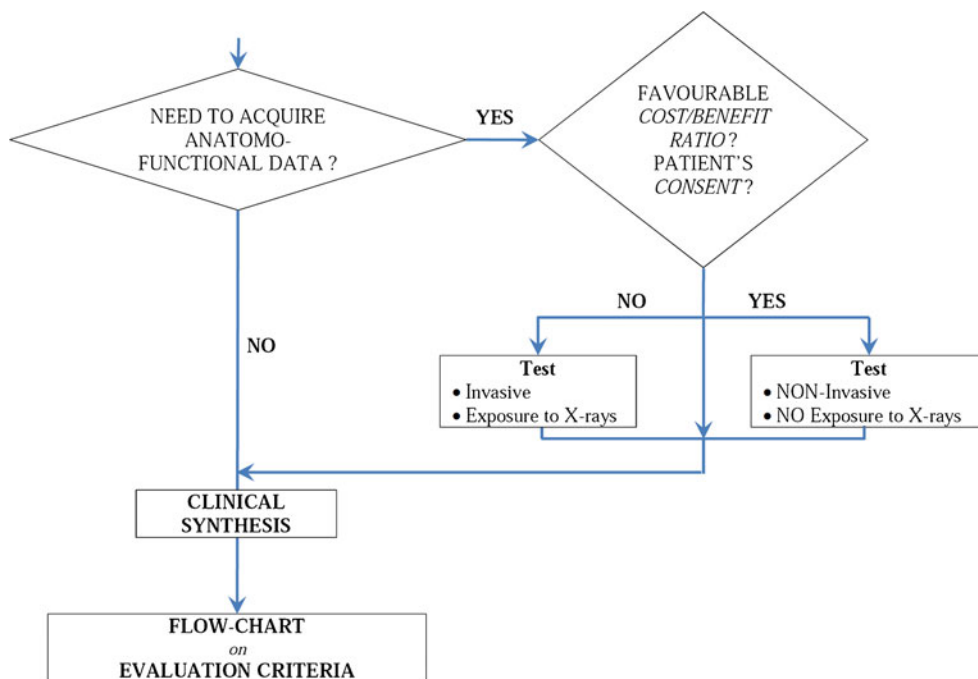 NEED TO ACQUIRE
ANATOMO-
FUNCTIONAL DATA ?
YES
FAVOURABLE
COST/BENEFIT
RATIO ?
PATIENT'S
CONSENT ?
NO
YES
NO
Test
• Invasive
• Exposure to X-rays
Test
• NON-Invasive
• NO Exposure to X-rays
CLINICAL
SYNTHESIS
FLOW-CHART
on
EVALUATION CRITERIA